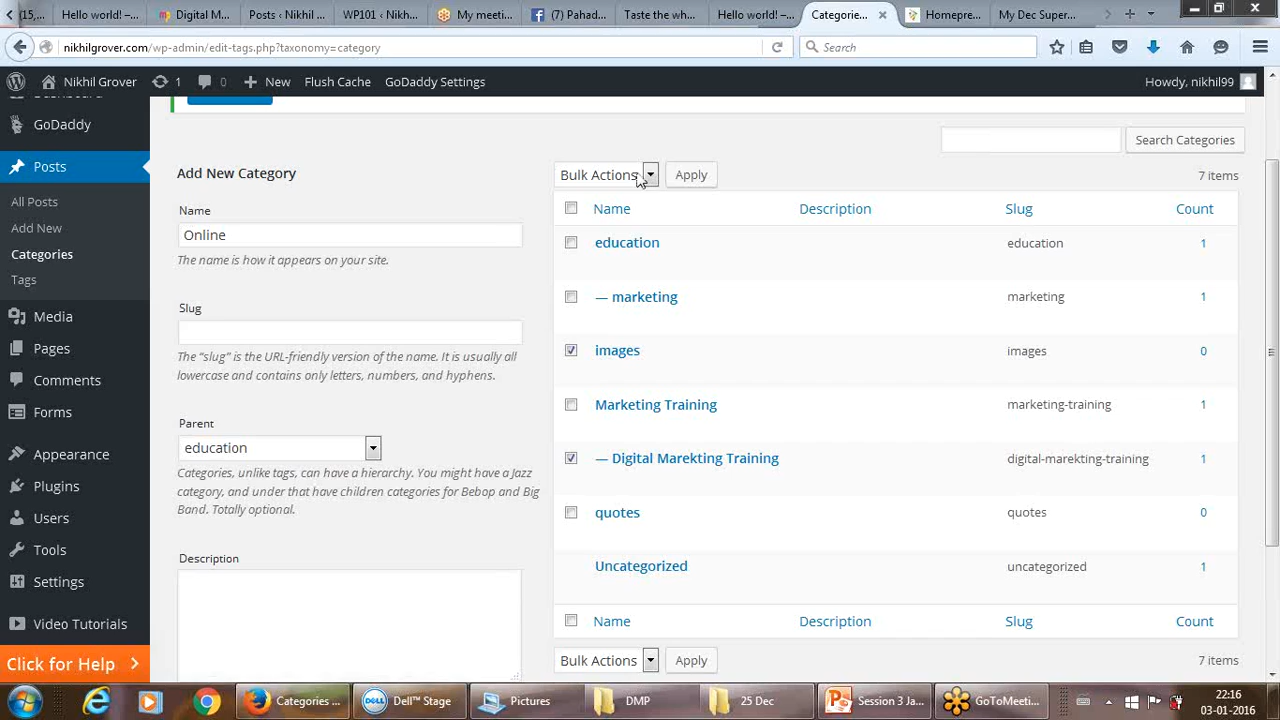 (15,...
Hello world! –...
Digital M...
Posts ‹ Nikhil ...
WP101 ‹ Nikh...
My meeti...
(7) Pahad...
Taste the wh...
Hello world! –...
Categorie...
Homepre...
My Dec Super...
nikhilgrover.com/wp-admin/edit-tags.php?taxonomy=category
Search
Nikhil Grover
1
0
New
Flush Cache
GoDaddy Settings
Howdy, nikhil99
GoDaddy
Posts
All Posts
Add New
Categories
Tags
Media
Pages
Comments
Forms
Appearance
Plugins
Users
Tools
Settings
Video Tutorials
Click for Help
Search Categories
Add New Category
Name
Online
The name is how it appears on your site.
Slug
The “slug” is the URL-friendly version of the name. It is usually all
lowercase and contains only letters, numbers, and hyphens.
Parent
education
Categories, unlike tags, can have a hierarchy. You might have a Jazz
category, and under that have children categories for Bebop and Big
Band. Totally optional.
Description
Bulk Actions Apply 7 items
Name Description Slug Count
education education 1
— marketing marketing 1
images images 0
Marketing Training marketing-training 1
— Digital Marekting Training digital-marekting-training 1
quotes quotes 0
Uncategorized uncategorized 1
Name Description Slug Count
Bulk Actions Apply 7 items
Categories ...
Dell™ Stage
Pictures
DMP
25 Dec
Session 3 Ja...
GoToMeeti...
22:16
03-01-2016